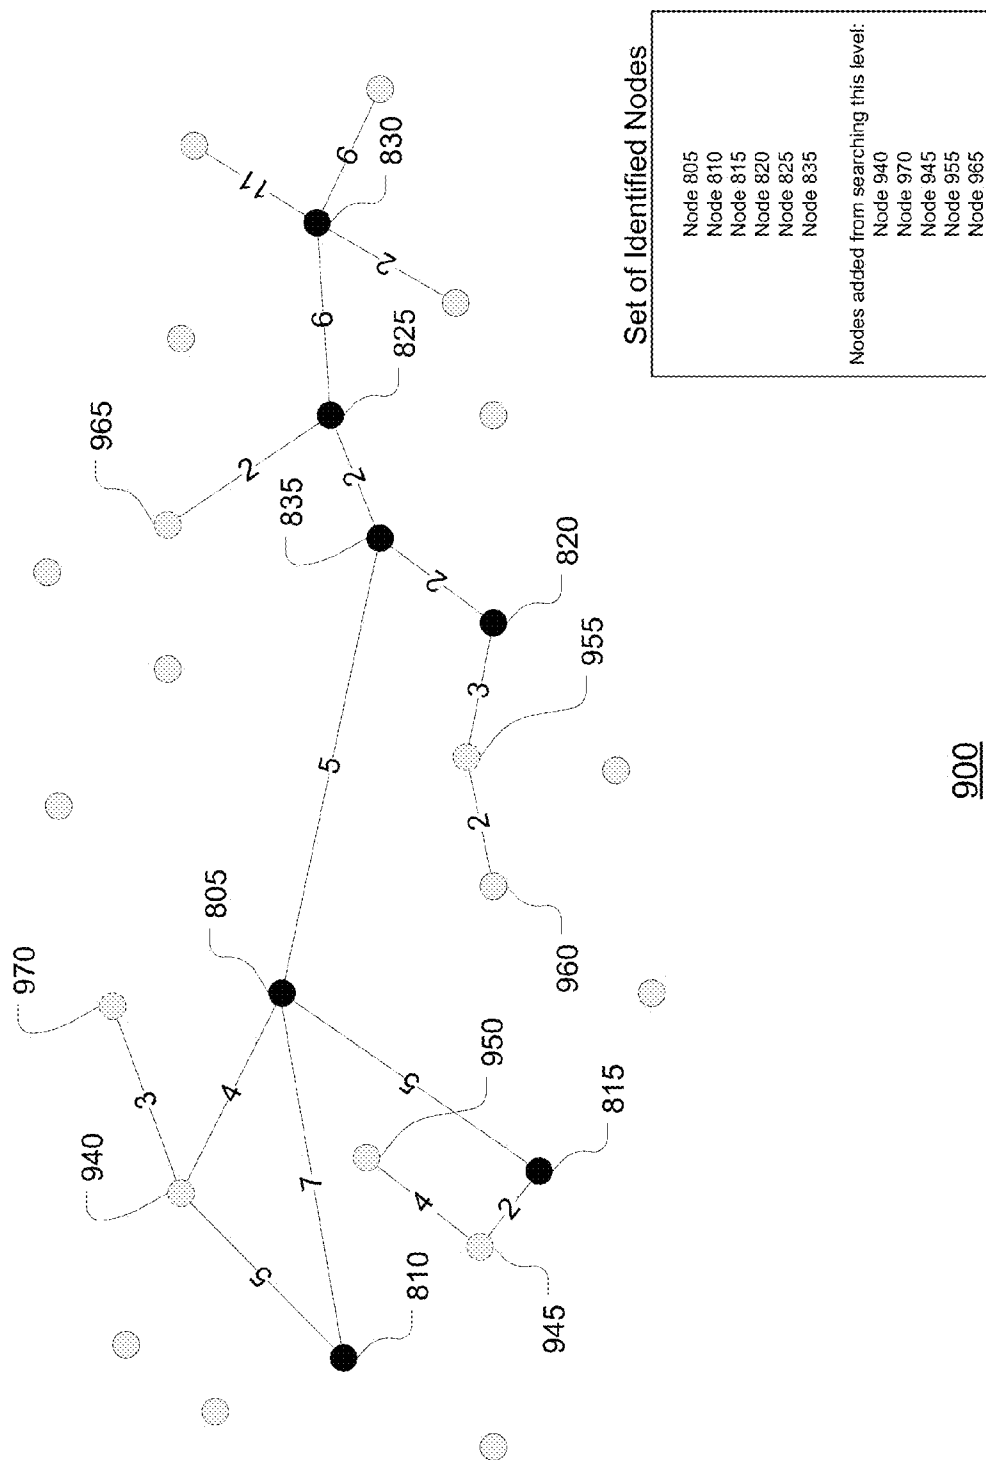 970
940
965
3
805
4
2
11
5
835
7
5
6
6
2
2
830
825
5
810
950
4
2
3
2
2
945
960
820
955
815
Set of Identified Nodes
Node 805
Node 810
Node 815
Node 820
Node 825
Node 835
Nodes added from searching this level:
Node 940
Node 970
Node 945
Node 955
Node 965
900